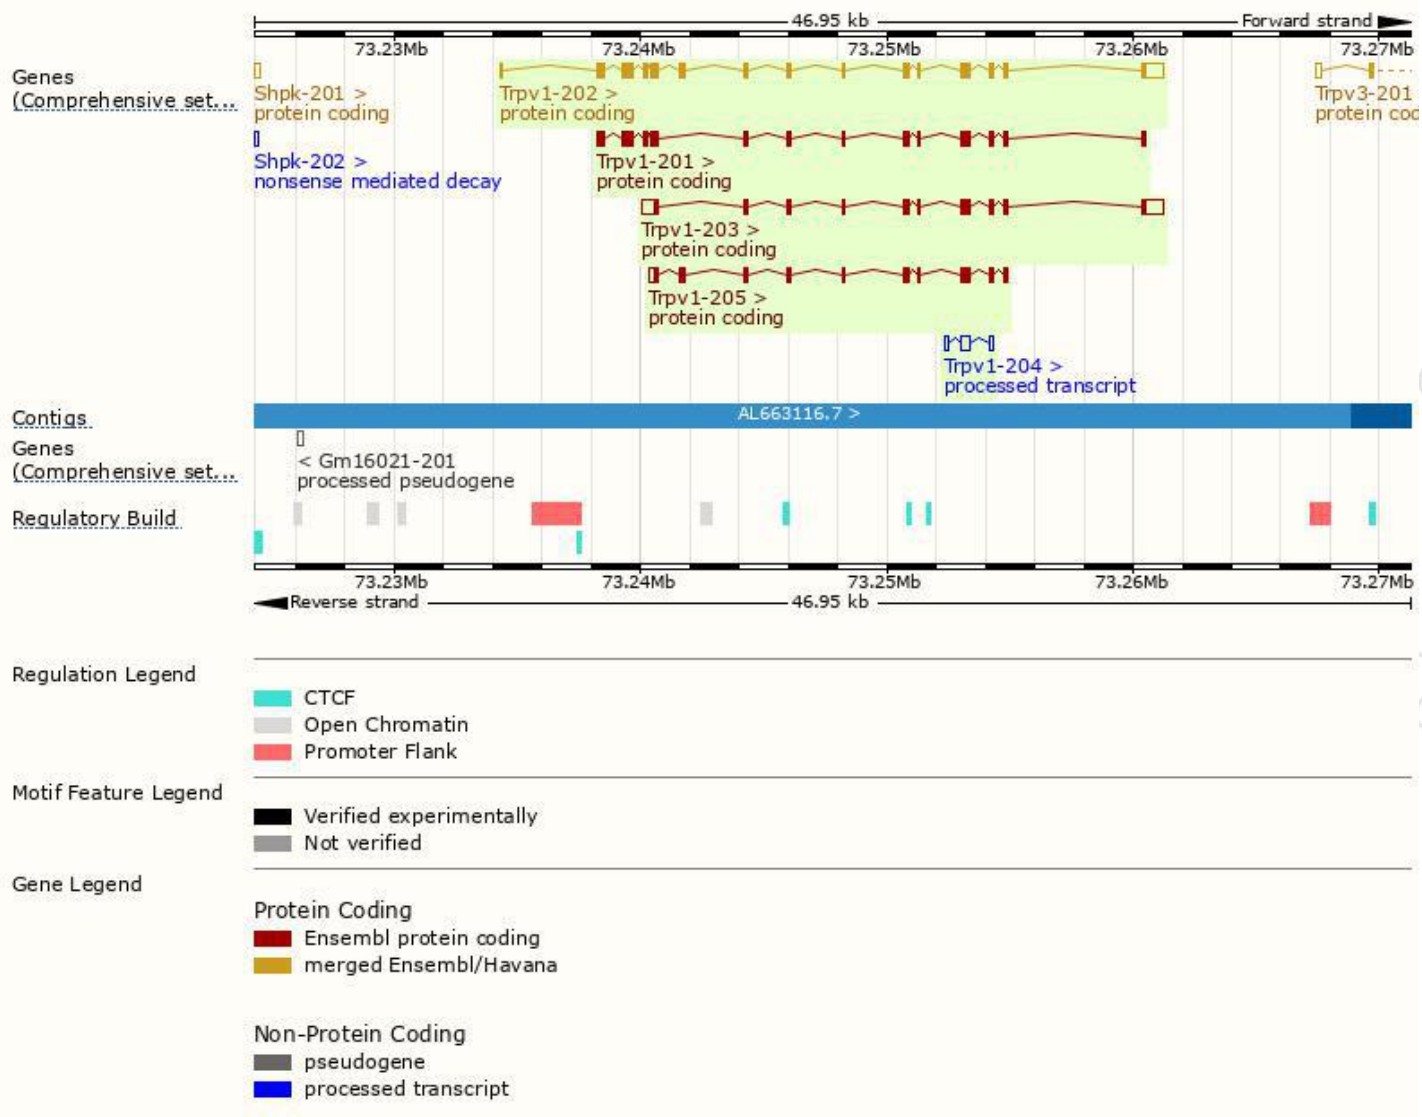 46.95 kb Forward strand
73.23Mb 73.24Mb 73.25Mb 73.26Mb 73.27Mb
Genes
(Comprehensive set...
Shpk-201 >
protein coding
Trpv1-202 >
protein coding
Trpv3-201
protein cod
Shpk-202 >
nonsense mediated decay
Trpv1-201 >
protein coding
Trpv1-203 >
protein coding
Trpv1-205 >
protein coding
Trpv1-204 >
processed transcript
Contigs
AL663116.7 >
Genes
(Comprehensive set...
< Gm16021-201
processed pseudogene
Regulatory Build
73.23Mb 73.24Mb 73.25Mb 73.26Mb 73.27Mb
Reverse strand 46.95 kb
Regulation Legend
CTCF
Open Chromatin
Promoter Flank
Motif Feature Legend
Verified experimentally
Not verified
Gene Legend
Protein Coding
Ensembl protein coding
merged Ensembl/Havana
Non-Protein Coding
pseudogene
processed transcript